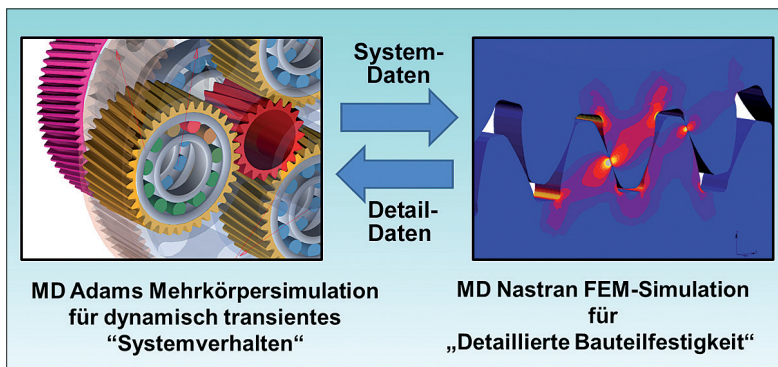 System-
Daten
Detail-
Daten
MD Adams Mehrkörpersimulation
für dynamisch transientes
“Systemverhalten“
MD Nastran FEM-Simulation
für
„Detaillierte Bauteilfestigkeit“